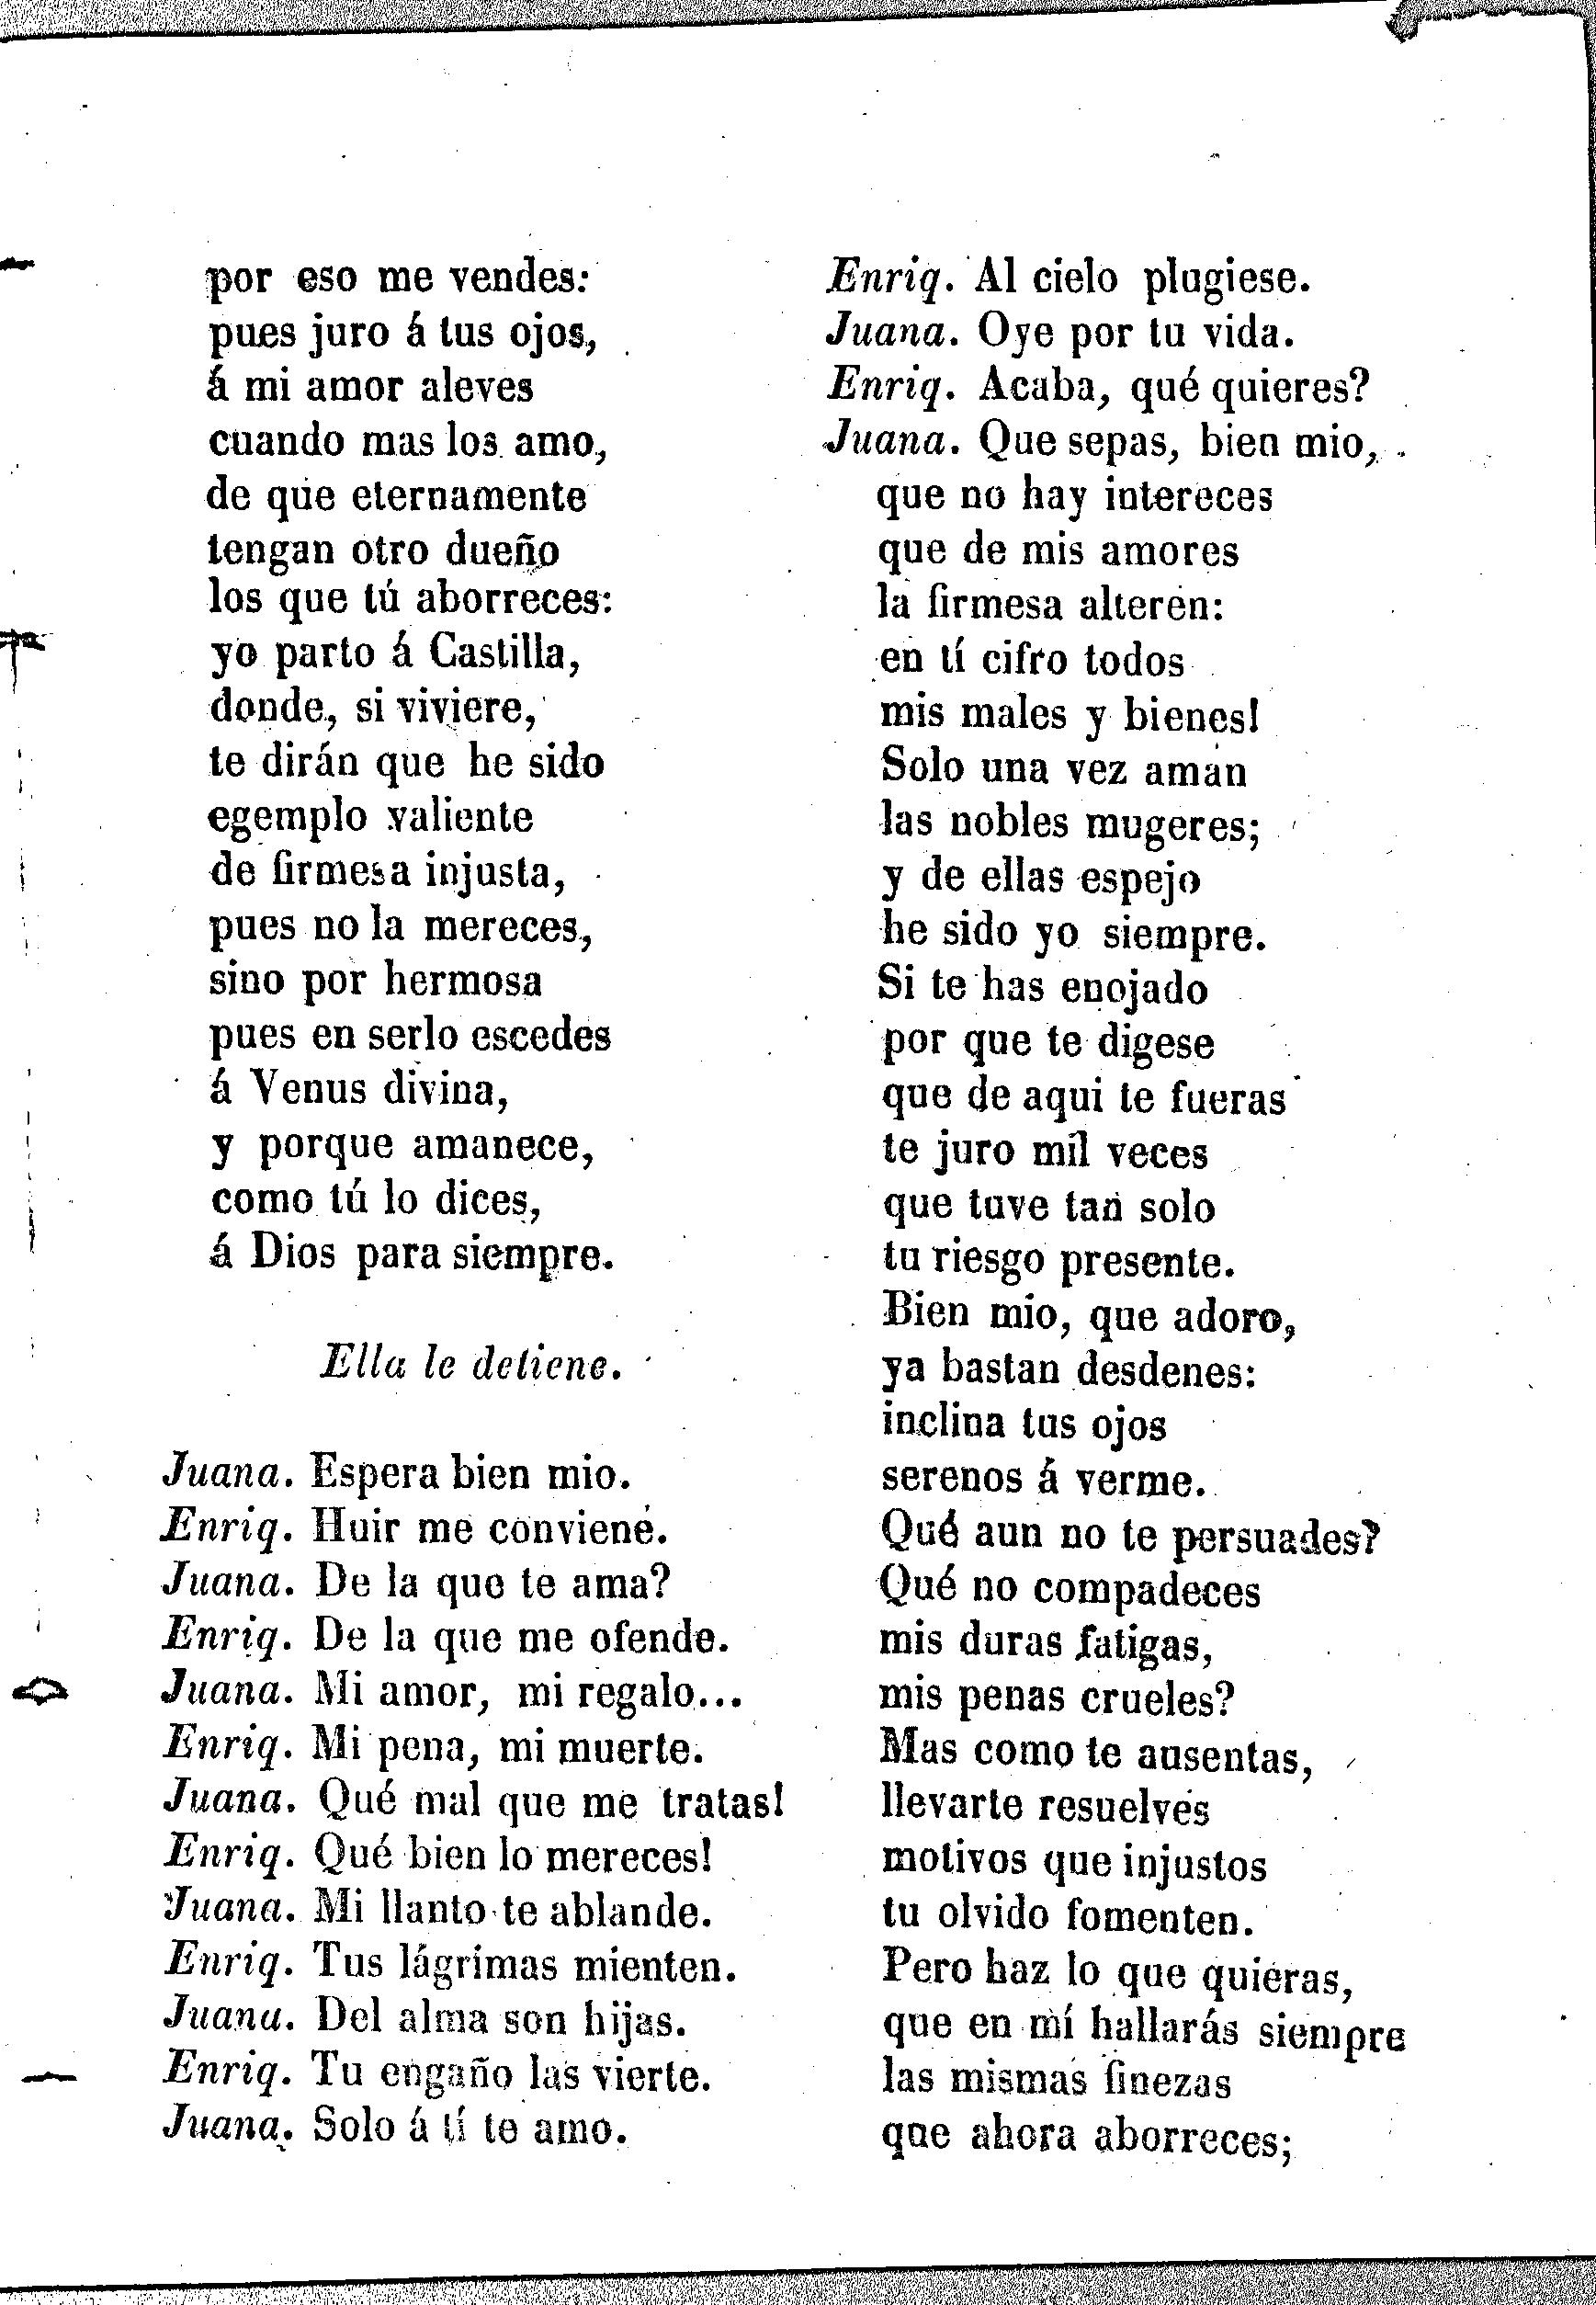 por eso me vendes:
pues juro á tus ojos,
á mi amor aleves
cuando mas los amo,
de que eternamente
tengan otro dueño
los que tú aborreces:
yo parto á Castilla,
donde, si viviere,
te dirán que he sido
egemplo valiente
de firmesa injusta,
pues no la mereces,
sino por hermosa
pues en serlo escedes
á Venus divina,
y porque amanece,
como tú lo dices,
á Dios para siempre.
Ella le detiene.
Juana. Espera bien mio.
Enriq. Huir me conviene.
Juana. De la que te ama?
Enriq. De la que me ofende.
Juana. Mi amor, mi regalo...
Enriq. Mi pena, mi muerte.
Juana. Qué mal que me tratas!
Enriq. Qué bien lo mereces!
Juana. Mi llanto te ablande.
Enriq. Tus lágrimas mienten.
Juana. Del alma son hijas.
Enriq. Tu engaño las vierte.
Juana. Solo á tí te amo.
Enriq. Al cielo plugiese.
Juana. Oye por tu vida.
Enriq. Acaba, qué quieres?
Juana. Que sepas, bien mio,
que no hay intereces
que de mis amores
la firmesa alteren:
en tí cifro todos
mis males y bienes!
Solo una vez aman
las nobles mugeres;
y de ellas espejo
he sido yo siempre.
Si te has enojado
por que te digese
que de aqui te fueras
te juro mil veces
que tuve tan solo
tu riesgo presente.
Bien mio, que adoro,
ya bastan desdenes:
inclina tus ojos
serenos á verme.
Qué aun no te persuades?
Qué no compadeces
mis duras fatigas,
mis penas crueles?
Mas como te ausentas,
llevarte resuelves
motivos que injustos
tu olvido fomenten.
Pero haz lo que quieras,
que en mí hallarás siempre
las mismas finezas
que ahora aborreces;